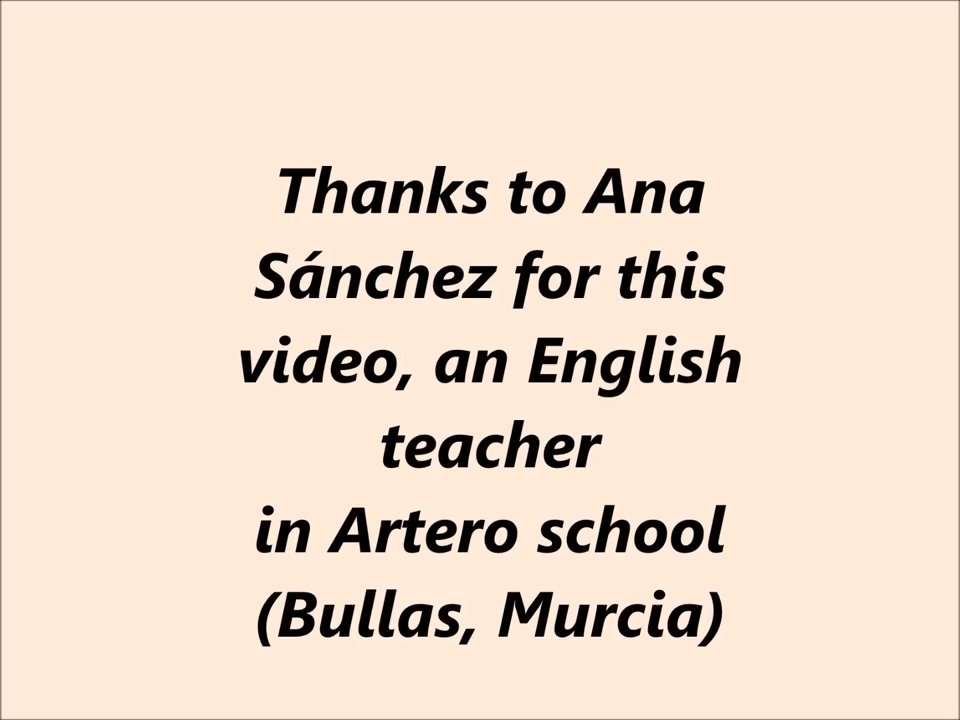 Thanks to Ana
Sánchez for this
video, an English
teacher
in Artero school
(Bullas, Murcia)